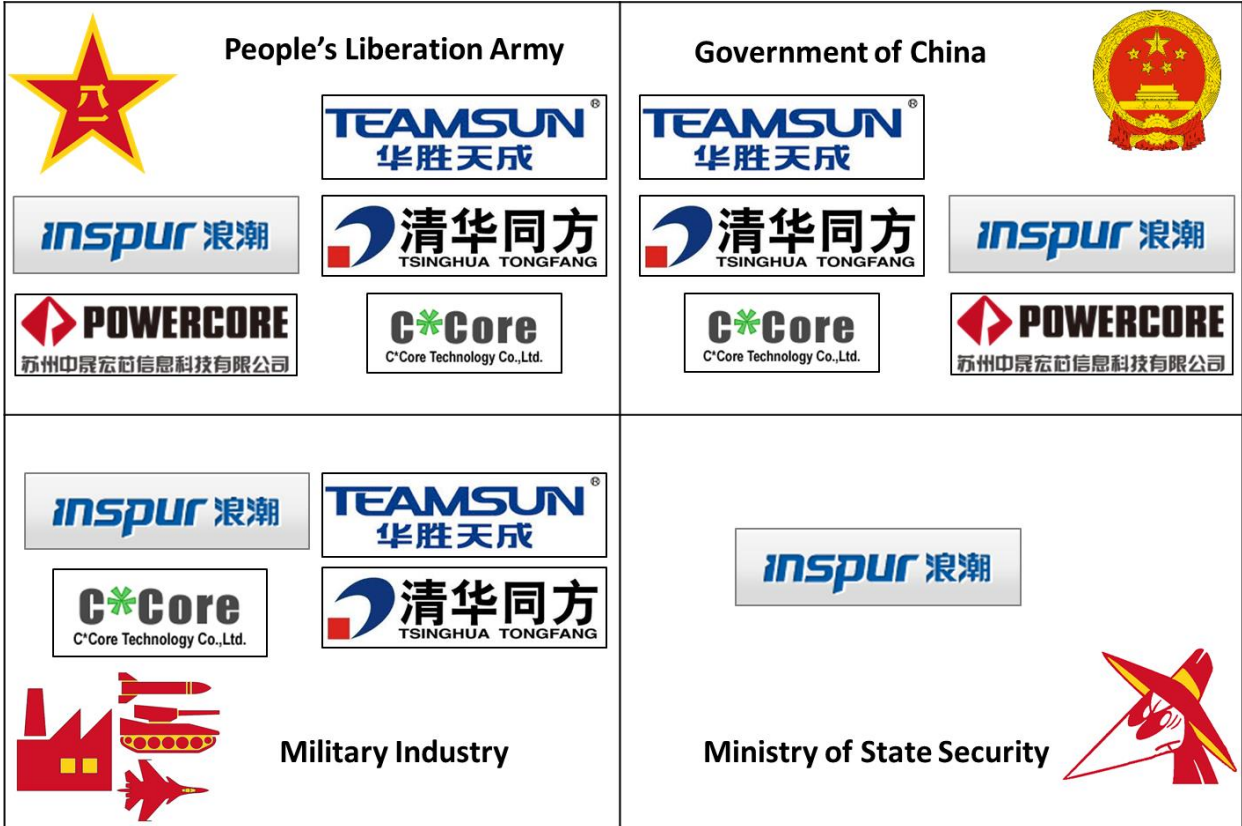 People's Liberation Army
八一
TEAMSUN®
华胜天成
inspur 浪潮
清华同方
TSINGHUA TONGFANG
POWERCORE
苏州中晟宏芯信息科技有限公司
C*Core
C*Core Technology Co.,Ltd.
Government of China
TEAMSUN®
华胜天成
清华同方
TSINGHUA TONGFANG
inspur 浪潮
C*Core
C*Core Technology Co.,Ltd.
POWERCORE
苏州中晟宏芯信息科技有限公司
inspur 浪潮
TEAMSUN®
华胜天成
C*Core
C*Core Technology Co.,Ltd.
清华同方
TSINGHUA TONGFANG
Military Industry
inspur 浪潮
Ministry of State Security